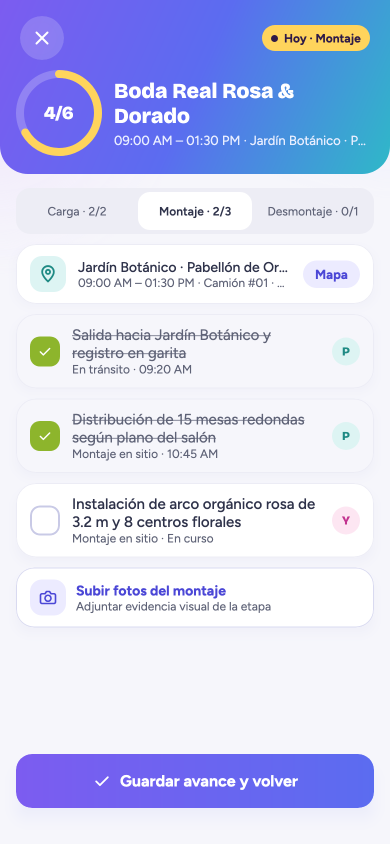 Hoy · Montaje
4/6
Boda Real Rosa &
Dorado
09:00 AM – 01:30 PM · Jardín Botánico · P...
Carga · 2/2
Montaje · 2/3
Desmontaje · 0/1
Jardín Botánico · Pabellón de Or...
09:00 AM – 01:30 PM · Camión #01 · ...
Mapa
Salida hacia Jardín Botánico y
registro en garita
En tránsito · 09:20 AM
P
Distribución de 15 mesas redondas
según plano del salón
Montaje en sitio · 10:45 AM
P
Instalación de arco orgánico rosa de
3.2 m y 8 centros florales
Montaje en sitio · En curso
Y
Subir fotos del montaje
Adjuntar evidencia visual de la etapa
Guardar avance y volver